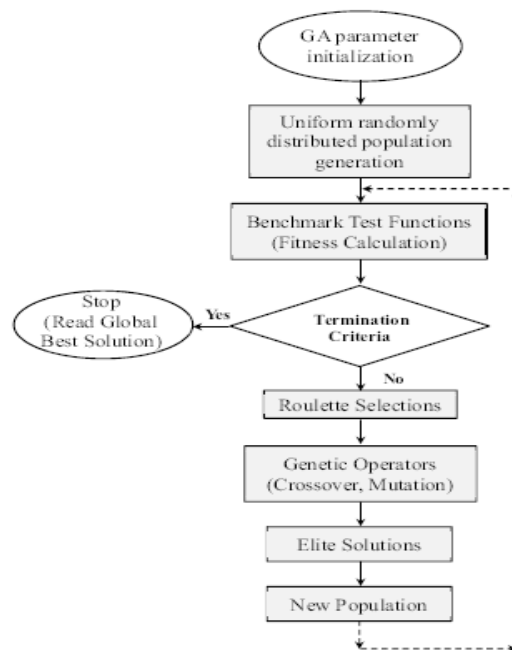 GA parameter
initialization
Uniform randomly
distributed population
generation
Benchmark Test Functions
(Fitness Calculation)
Termination
Criteria
Yes
Stop
(Read Global
Best Solution)
No
Roulette Selections
Genetic Operators
(Crossover, Mutation)
Elite Solutions
New Population